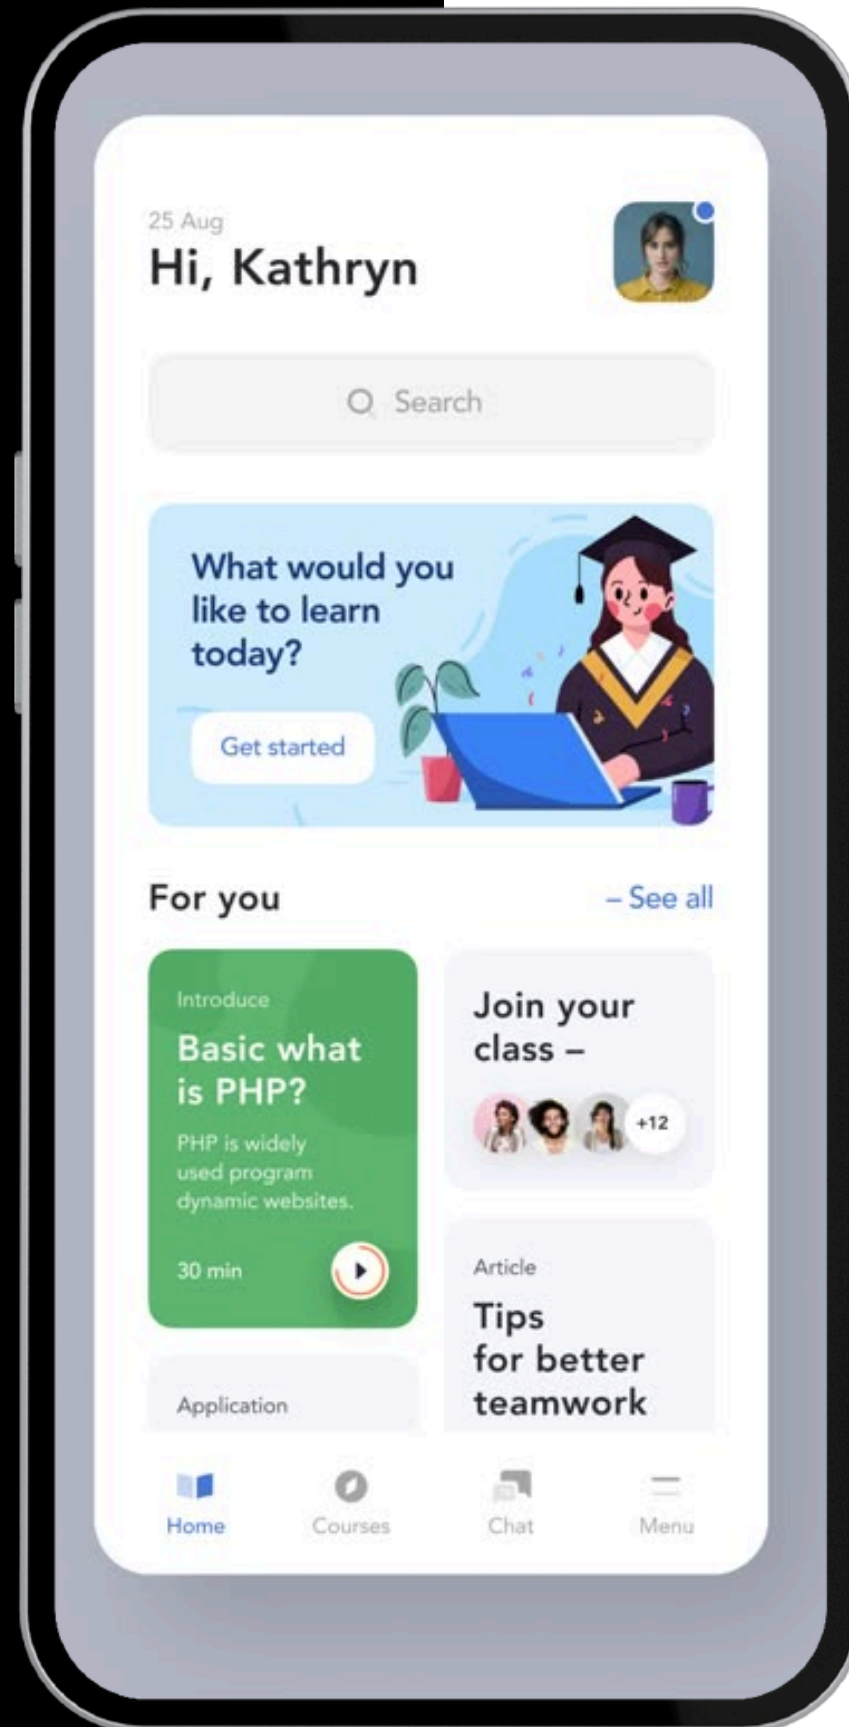 25 Aug
Hi, Kathryn
Search
What would you
like to learn
today?
Get started
For you
– See all
Introduce
Basic what
is PHP?
PHP is widely
used program
dynamic websites.
30 min
Join your
class –
+12
Article
Tips
for better
teamwork
Application
Home
Courses
Chat
Menu